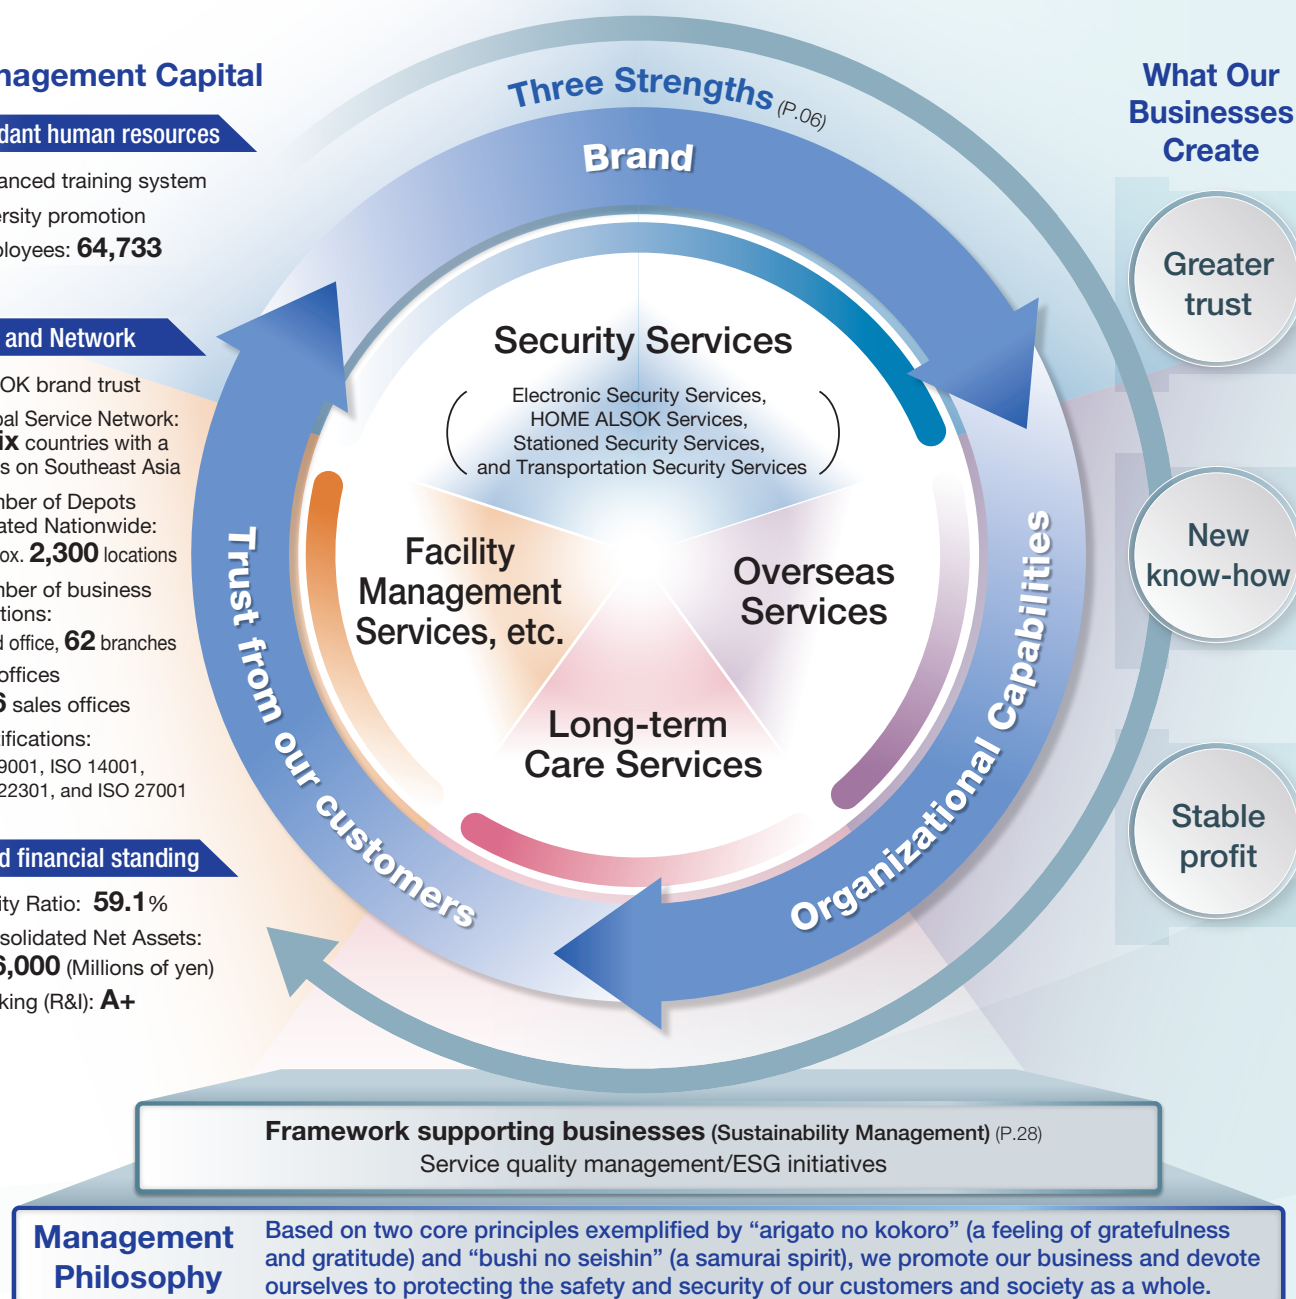 nagement Capital
dant human resources
anced training system
ersity promotion
ployees: 64,733
and Network
OK brand trust
bal Service Network:
ix countries with a
s on Southeast Asia
mber of Depots
ated Nationwide:
ox. 2,300 locations
mber of business
tions:
d office, 62 branches
offices
6 sales offices
tifications:
9001, ISO 14001,
22301, and ISO 27001
d financial standing
ity Ratio: 59.1%
solidated Net Assets:
6,000 (Millions of yen)
king (R&I): A+
Three Strengths (P.06)
Brand
Organizational Capabilities
Trust from our customers
Security Services
Electronic Security Services,
HOME ALSOK Services,
Stationed Security Services,
and Transportation Security Services
Facility
Management
Services, etc.
Overseas
Services
Long-term
Care Services
What Our
Businesses
Create
Greater
trust
New
know-how
Stable
profit
Framework supporting businesses (Sustainability Management) (P.28)
Service quality management/ESG initiatives
Management
Philosophy
Based on two core principles exemplified by “arigato no kokoro” (a feeling of gratefulness
and gratitude) and “bushi no seishin” (a samurai spirit), we promote our business and devote
ourselves to protecting the safety and security of our customers and society as a whole.